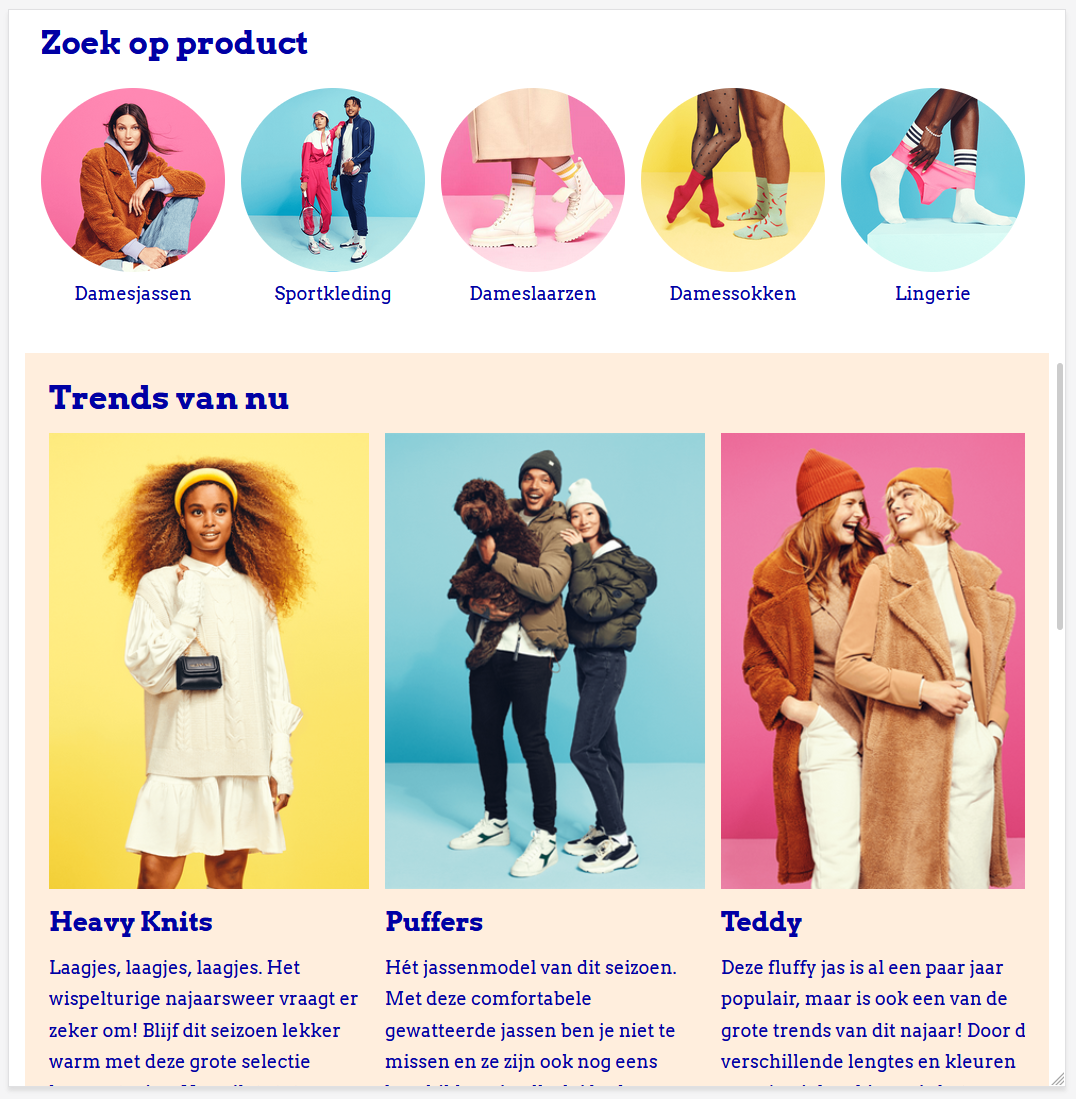 Zoek op product
Damesjassen
Sportkleding
Dameslaarzen
Damessokken
Lingerie
Trends van nu
Heavy Knits
Laagjes, laagjes, laagjes. Het
wispelturige najaarsweer vraagt er
zeker om! Blijf dit seizoen lekker
warm met deze grote selectie
Puffers
Hét jassenmodel van dit seizoen.
Met deze comfortabele
gewatteerde jassen ben je niet te
missen en ze zijn ook nog eens
Teddy
Deze fluffy jas is al een paar jaar
populair, maar is ook een van de
grote trends van dit najaar! Door d
verschillende lengtes en kleuren